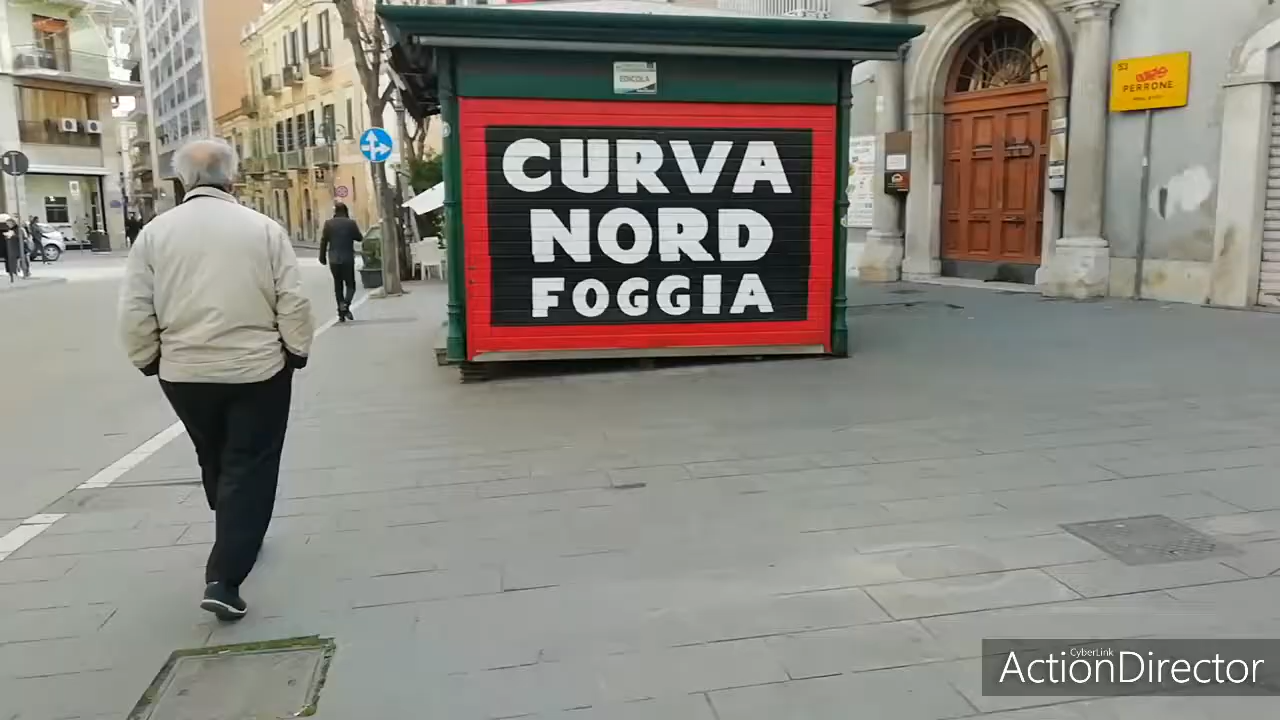 EDICOLA
CURVA
NORD
FOGGIA
PERRONE
CyberLink
ActionDirector